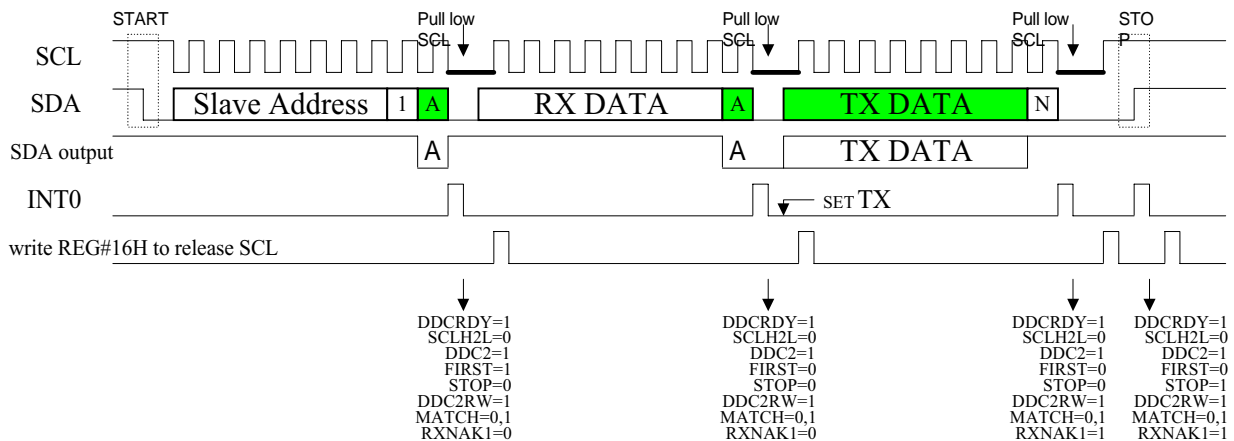 START
Pull low
SCL
Pull low
SCL
Pull low
SCL
STO
P
SCL
SDA
Slave Address
1
A
RX DATA
A
TX DATA
N
SDA output
A
A
TX DATA
INT0
SET TX
write REG#16H to release SCL
DDCRDY=1
SCLH2L=0
DDC2=1
FIRST=1
STOP=0
DDC2RW=1
MATCH=0,1
RXNAK1=0
DDCRDY=1
SCLH2L=0
DDC2=1
FIRST=0
STOP=0
DDC2RW=1
MATCH=0,1
RXNAK1=0
DDCRDY=1
SCLH2L=0
DDC2=1
FIRST=0
STOP=0
DDC2RW=1
MATCH=0,1
RXNAK1=1
DDCRDY=1
SCLH2L=0
DDC2=1
FIRST=0
STOP=1
DDC2RW=1
MATCH=0,1
RXNAK1=1